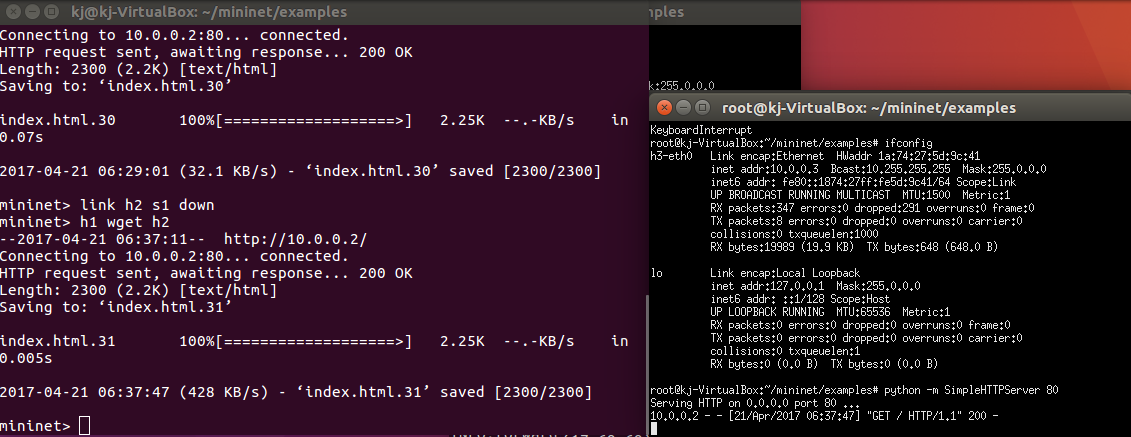 kj@kj-VirtualBox: ~/mininet/examples
Connecting to 10.0.0.2:80... connected.
HTTP request sent, awaiting response... 200 OK
Length: 2300 (2.2K) [text/html]
Saving to: ‘index.html.30’
index.html.30 100%[===================>] 2.25K --.-KB/s in
0.07s
2017-04-21 06:29:01 (32.1 KB/s) - ‘index.html.30’ saved [2300/2300]
mininet> link h2 s1 down
mininet> h1 wget h2
--2017-04-21 06:37:11-- http://10.0.0.2/
Connecting to 10.0.0.2:80... connected.
HTTP request sent, awaiting response... 200 OK
Length: 2300 (2.2K) [text/html]
Saving to: ‘index.html.31’
index.html.31 100%[===================>] 2.25K --.-KB/s in
0.005s
2017-04-21 06:37:47 (428 KB/s) - ‘index.html.31’ saved [2300/2300]
mininet>
mples
k:255.0.0.0
root@kj-VirtualBox: ~/mininet/examples
KeyboardInterrupt
root@kj-VirtualBox:~/mininet/examples# ifconfig
h3-eth0 Link encap:Ethernet HWaddr 1a:74:27:5d:9c:41
inet addr:10.0.0.3 Bcast:10.255.255.255 Mask:255.0.0.0
inet6 addr: fe80::1874:27ff:fe5d:9c41/64 Scope:Link
UP BROADCAST RUNNING MULTICAST MTU:1500 Metric:1
RX packets:347 errors:0 dropped:291 overruns:0 frame:0
TX packets:8 errors:0 dropped:0 overruns:0 carrier:0
collisions:0 txqueuelen:1000
RX bytes:19989 (19.9 KB) TX bytes:648 (648.0 B)
lo Link encap:Local Loopback
inet addr:127.0.0.1 Mask:255.0.0.0
inet6 addr: ::1/128 Scope:Host
UP LOOPBACK RUNNING MTU:65536 Metric:1
RX packets:0 errors:0 dropped:0 overruns:0 frame:0
TX packets:0 errors:0 dropped:0 overruns:0 carrier:0
collisions:0 txqueuelen:1
RX bytes:0 (0.0 B) TX bytes:0 (0.0 B)
root@kj-VirtualBox:~/mininet/examples# python -m SimpleHTTPServer 80
Serving HTTP on 0.0.0.0 port 80 ...
10.0.0.2 - - [21/Apr/2017 06:37:47] "GET / HTTP/1.1" 200 -